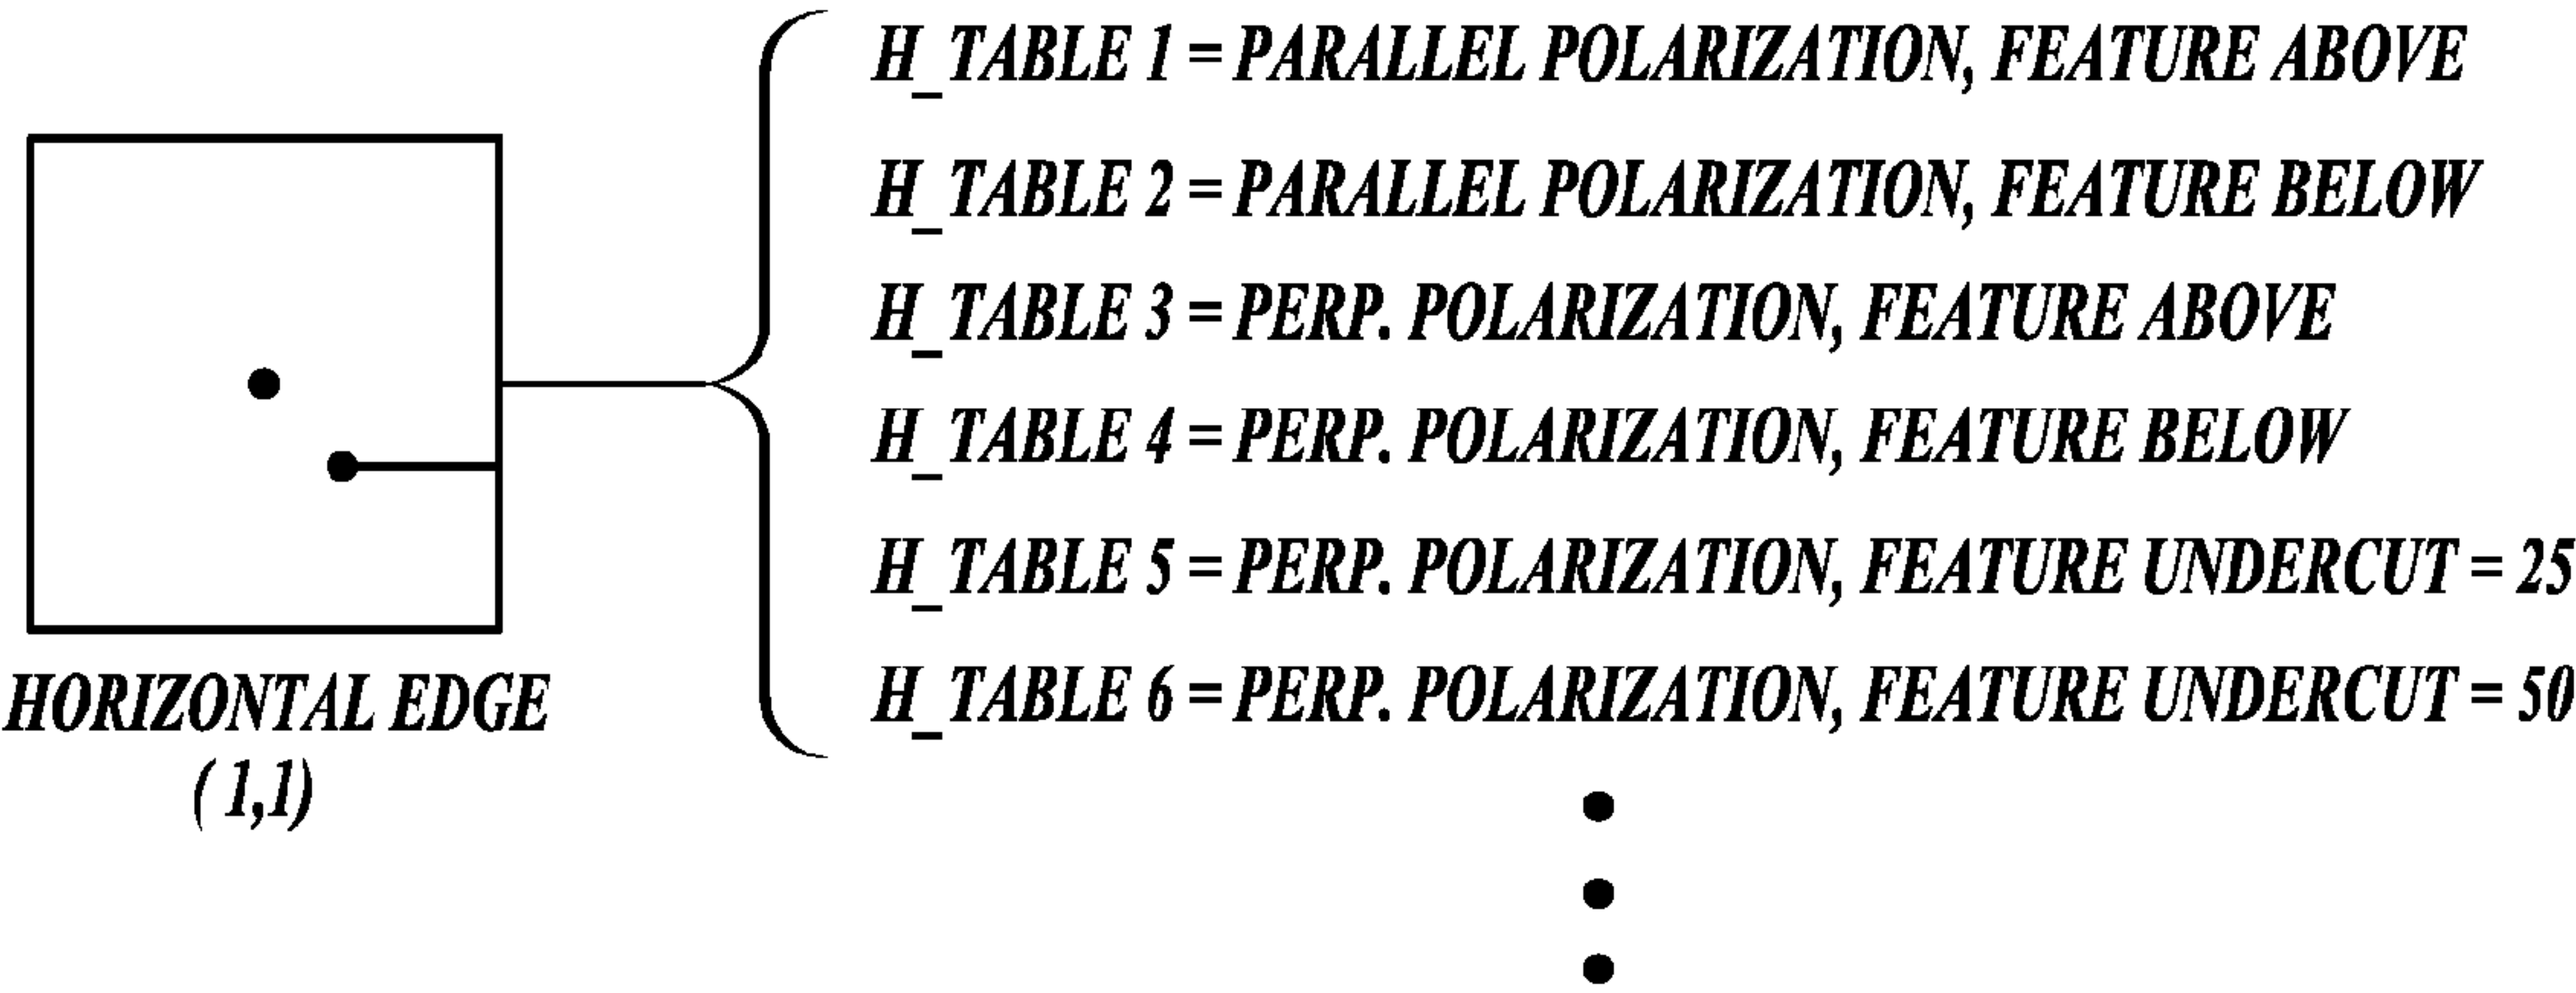 H_TABLE 1 = PARALLEL POLARIZATION, FEATURE ABOVE
H_TABLE 2 = PARALLEL POLARIZATION, FEATURE BELOW
H_TABLE 3 = PERP. POLARIZATION, FEATURE ABOVE
H_TABLE 4 = PERP. POLARIZATION, FEATURE BELOW
H_TABLE 5 = PERP. POLARIZATION, FEATURE UNDERCUT = 25
H_TABLE 6 = PERP. POLARIZATION, FEATURE UNDERCUT = 50
HORIZONTAL EDGE
( 1,1)